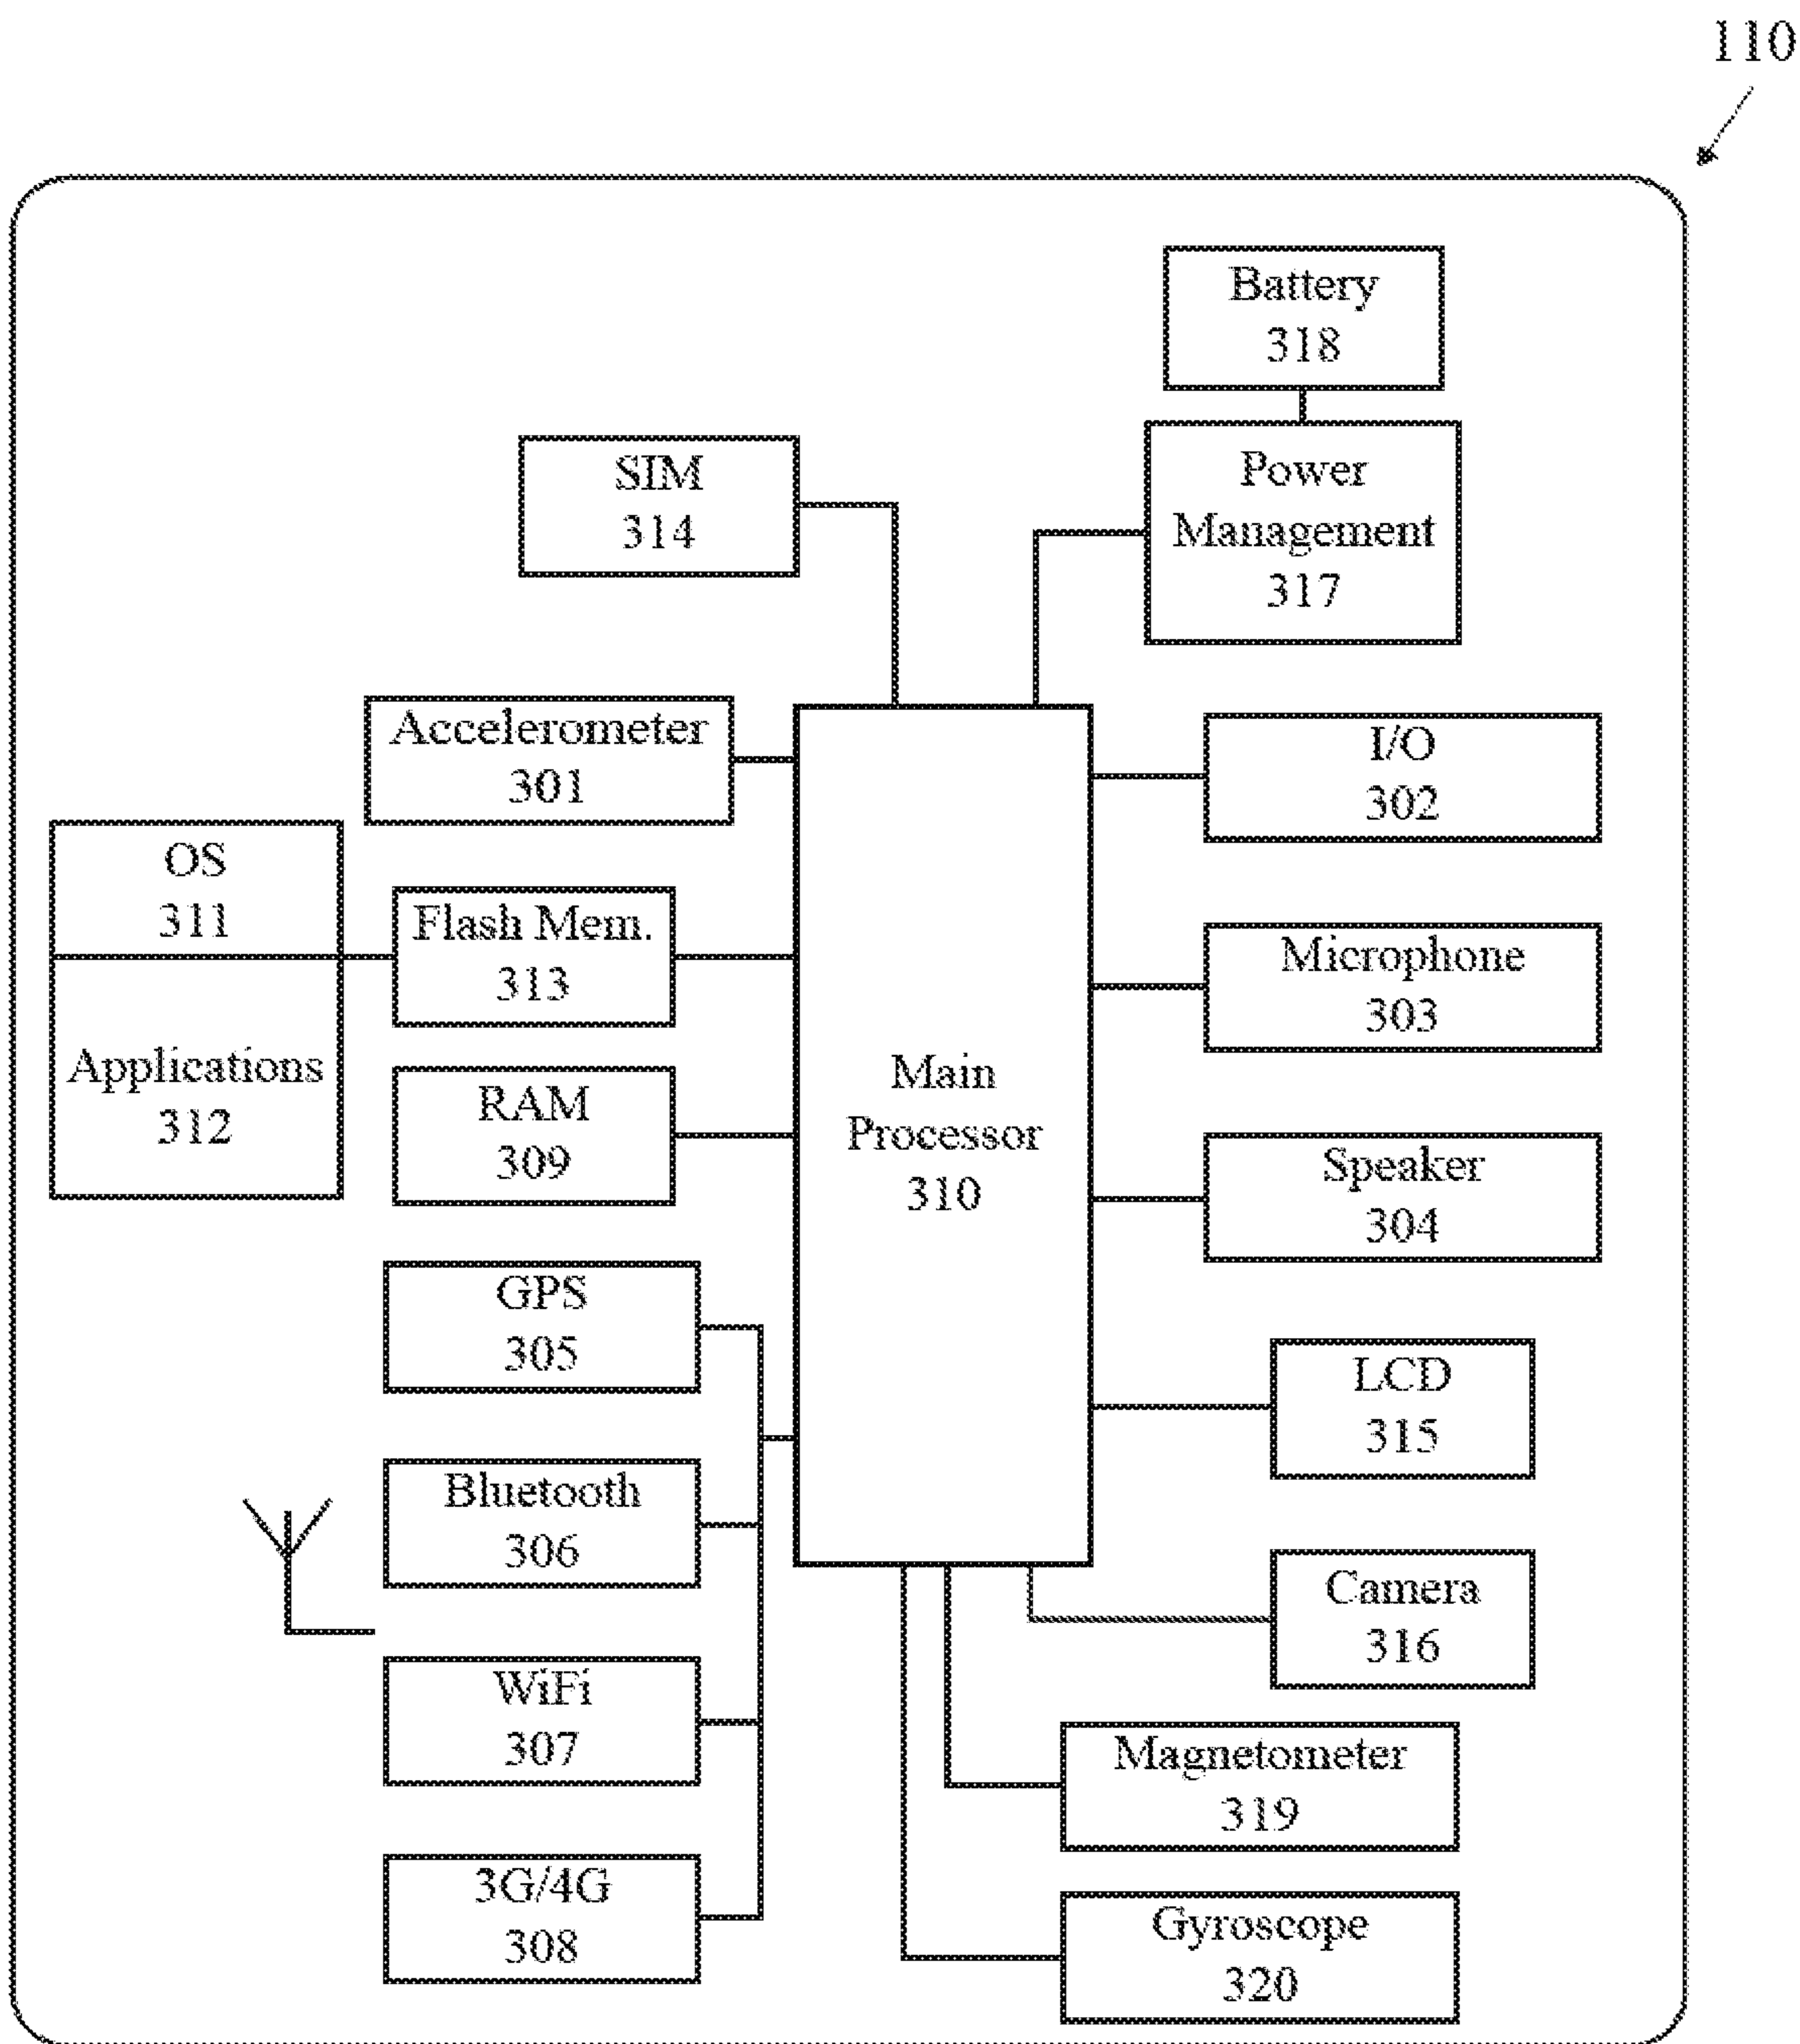 110
Battery
318
SIM
314
Power
Management
317
Accelerometer
301
I/O
302
OS
311
Flash Mem.
313
Microphone
303
Applications
312
RAM
309
Main
Processor
310
Speaker
304
GPS
305
LCD
315
Bluetooth
306
Camera
316
WiFi
307
Magnetometer
319
3G/4G
308
Gyroscope
320